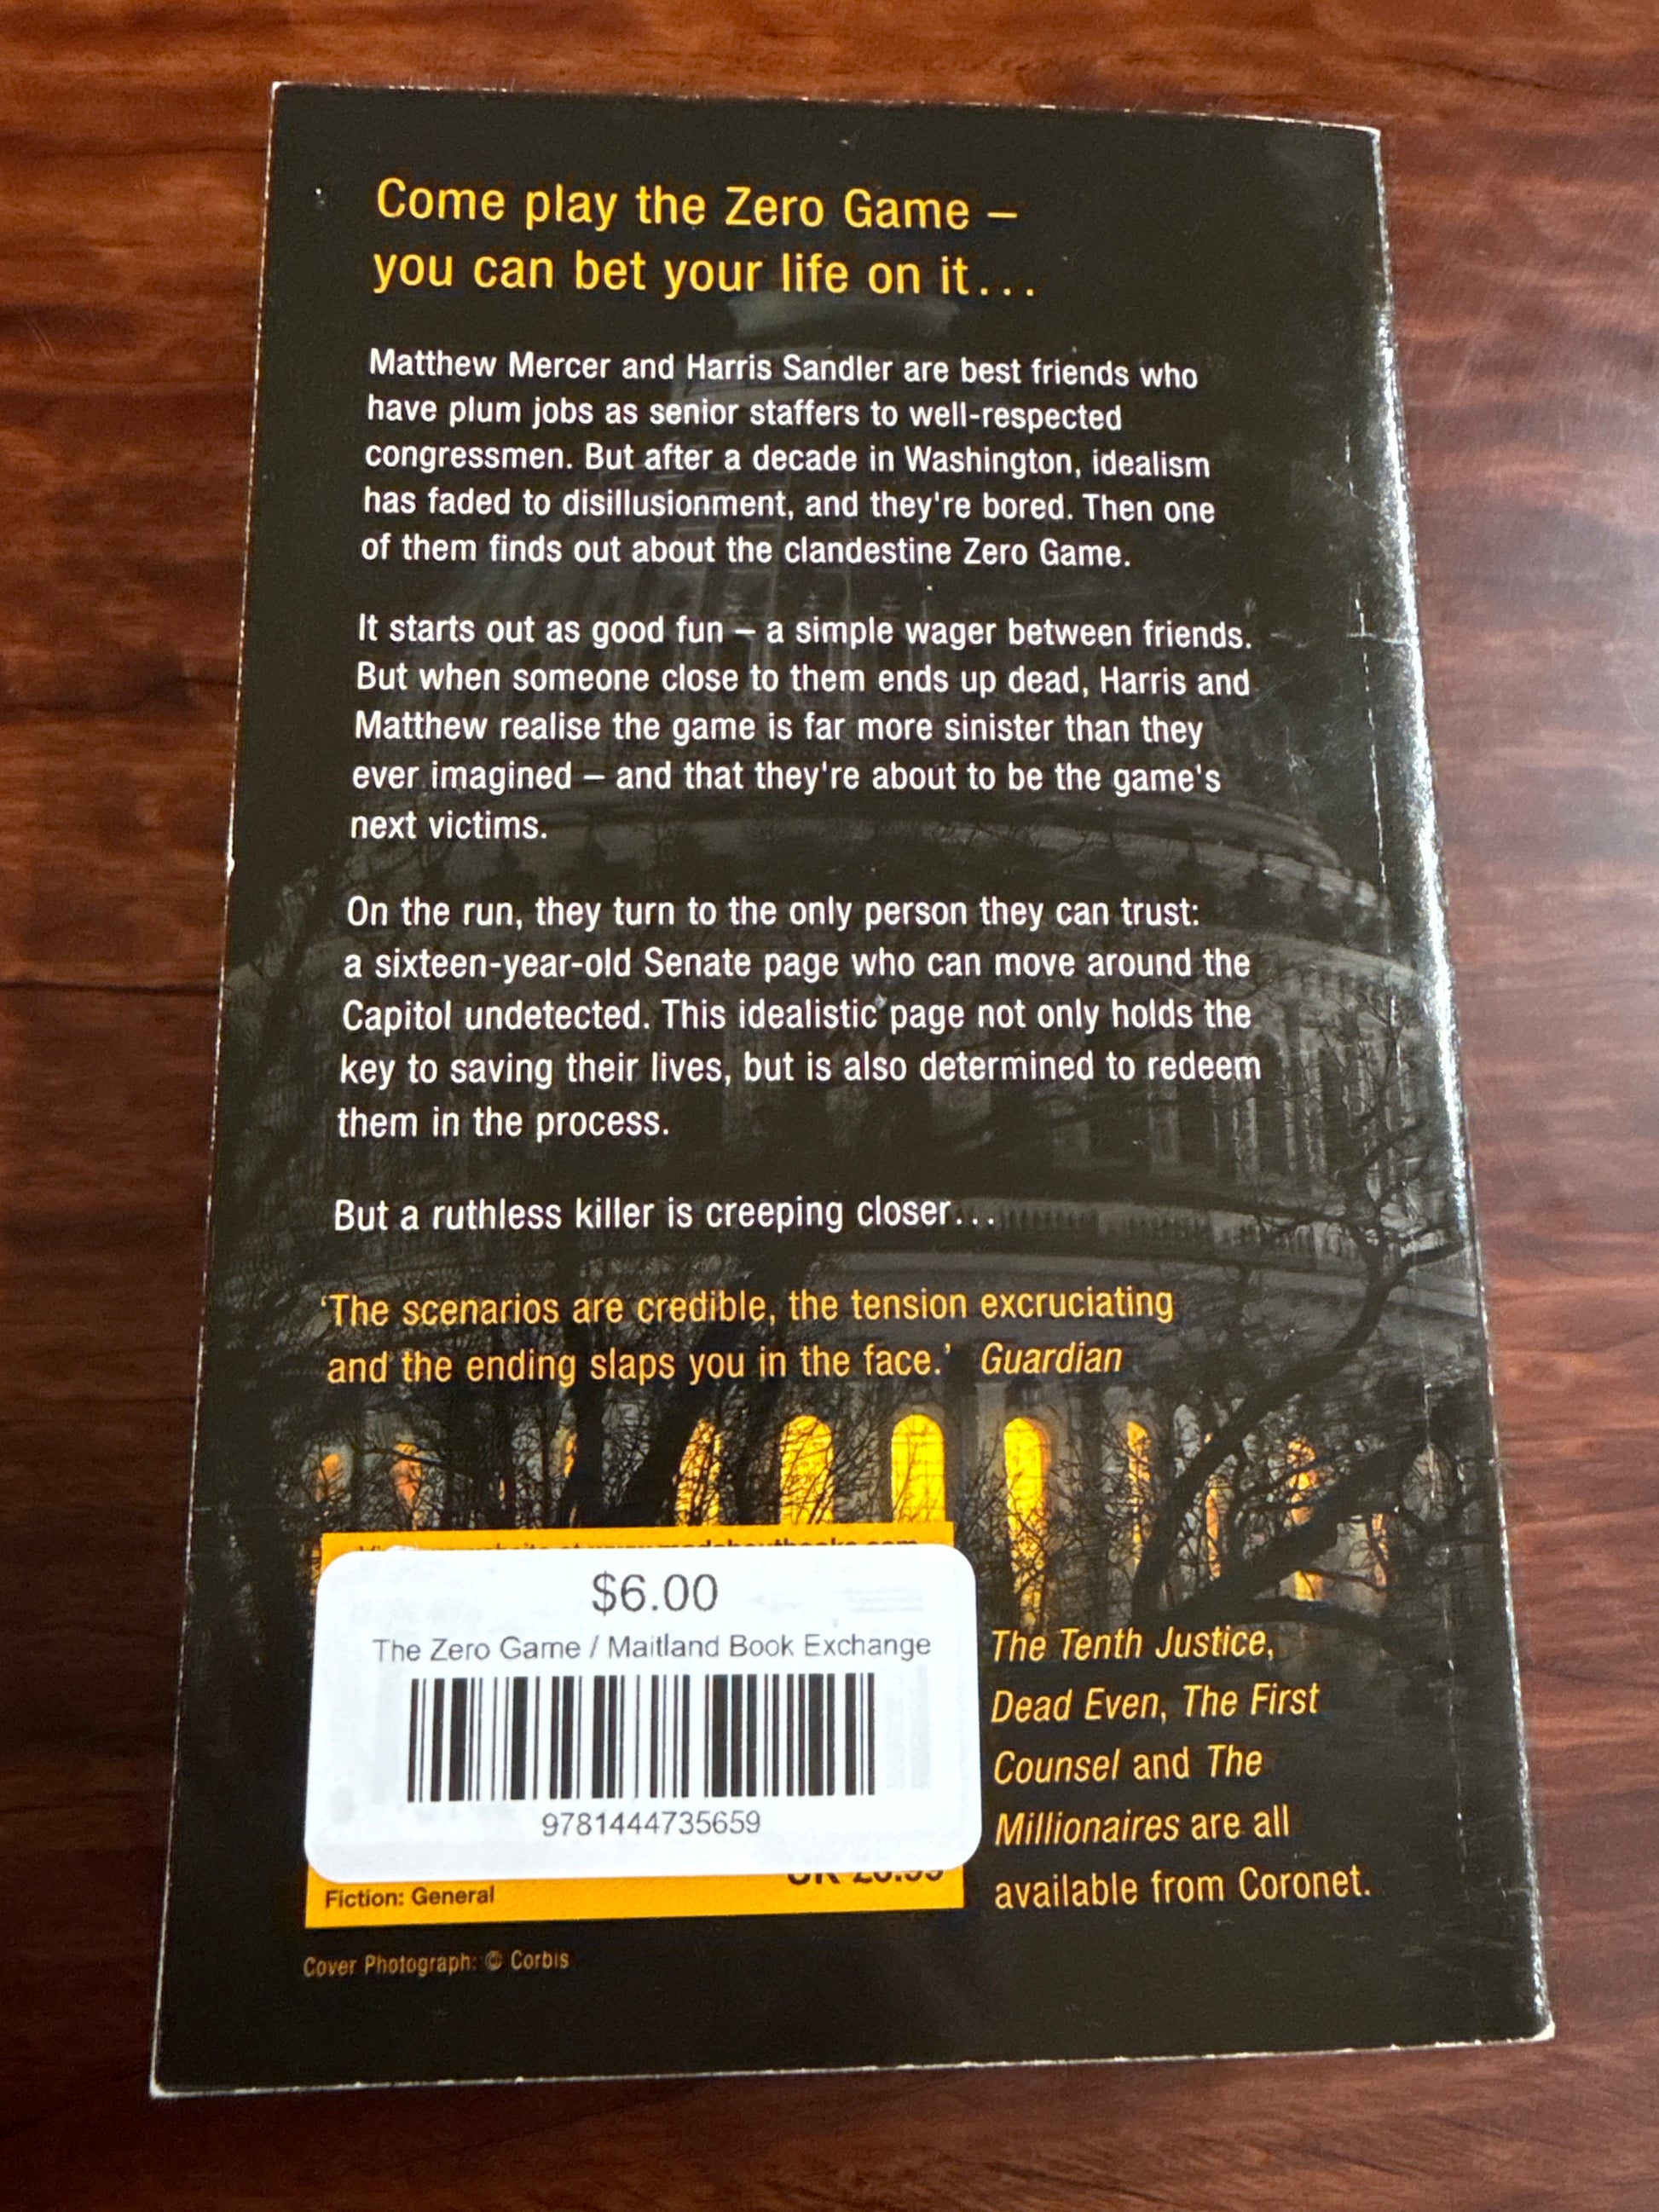 Come play the Zero Game –
you can bet your life on it...
Matthew Mercer and Harris Sandler are best friends who
have plum jobs as senior staffers to well-respected
congressmen. But after a decade in Washington, idealism
has faded to disillusionment, and they're bored. Then one
of them finds out about the clandestine Zero Game.
It starts out as good fun – a simple wager between friends.
But when someone close to them ends up dead, Harris and
Matthew realise the game is far more sinister than they
ever imagined – and that they're about to be the game's
next victims.
On the run, they turn to the only person they can trust:
a sixteen-year-old Senate page who can move around the
Capitol undetected. This idealistic page not only holds the
key to saving their lives, but is also determined to redeem
them in the process.
But a ruthless killer is creeping closer...
‘The scenarios are credible, the tension excruciating
and the ending slaps you in the face.’ Guardian
$6.00
The Zero Game / Maitland Book Exchange
9781444735659
UK
Fiction: General
The Tenth Justice,
Dead Even, The First
Counsel and The
Millionaires are all
available from Coronet.
Cover Photograph: © Corbis